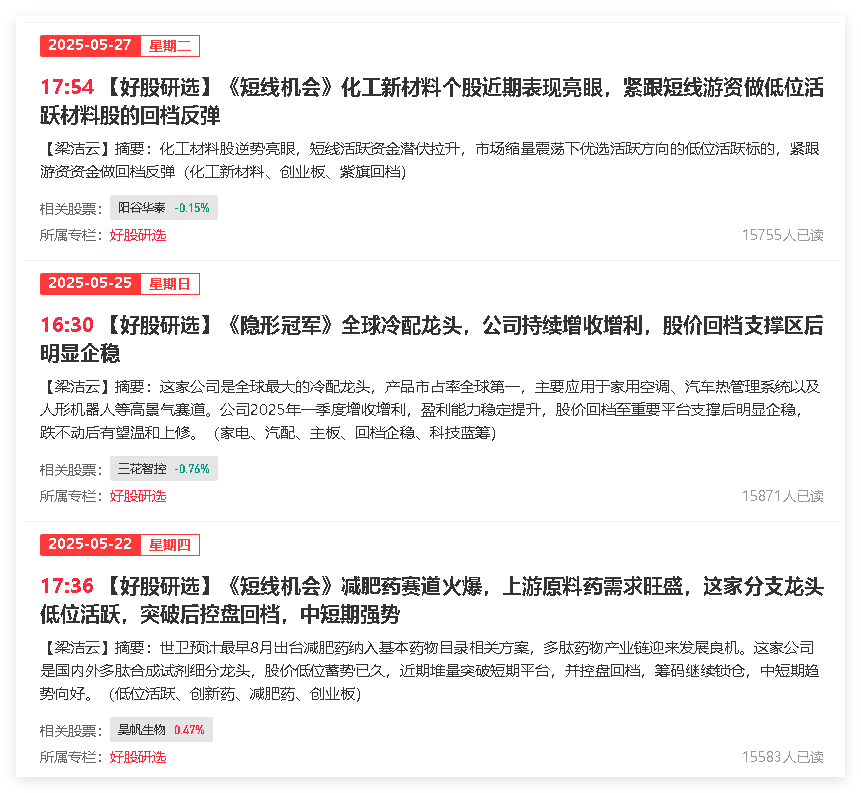 2025-05-27 星期二
17:54 【好股研选】《短线机会》化工新材料个股近期表现亮眼，紧跟短线游资做低位活
跃材料股的回档反弹
【梁洁云】摘要：化工材料股逆势亮眼，短线活跃资金潜伏拉升，市场缩量震荡下优选活跃方向的低位活跃标的，紧跟
游资资金做回档反弹（化工新材料、创业板、紫旗回档）
相关股票： 阳谷华泰 -0.15%
所属专栏：好股研选 15755人已读
2025-05-25 星期日
16:30 【好股研选】《隐形冠军》全球冷配龙头，公司持续增收增利，股价回档支撑区后
明显企稳
【梁洁云】摘要：这家公司是全球最大的冷配龙头，产品市占率全球第一，主要应用于家用空调、汽车热管理系统以及
人形机器人等高景气赛道。公司2025年一季度增收增利，盈利能力稳定提升，股价回档至重要平台支撑后明显企稳，
跌不动后有望温和上修。（家电、汽配、主板、回档企稳、科技蓝筹）
相关股票： 三花智控 -0.76%
所属专栏：好股研选 15871人已读
2025-05-22 星期四
17:36 【好股研选】《短线机会》减肥药赛道火爆，上游原料药需求旺盛，这家分支龙头
低位活跃，突破后控盘回档，中短期强势
【梁洁云】摘要：世卫预计最早8月出台减肥药纳入基本药物目录相关方案，多肽药物产业链迎来发展良机。这家公司
是国内外多肽合成试剂细分龙头，股价低位蓄势已久，近期堆量突破短期平台，并控盘回档，筹码继续锁仓，中短期趋
势向好。（低位活跃、创新药、减肥药、创业板）
相关股票： 昊帆生物 0.47%
所属专栏：好股研选 15583人已读